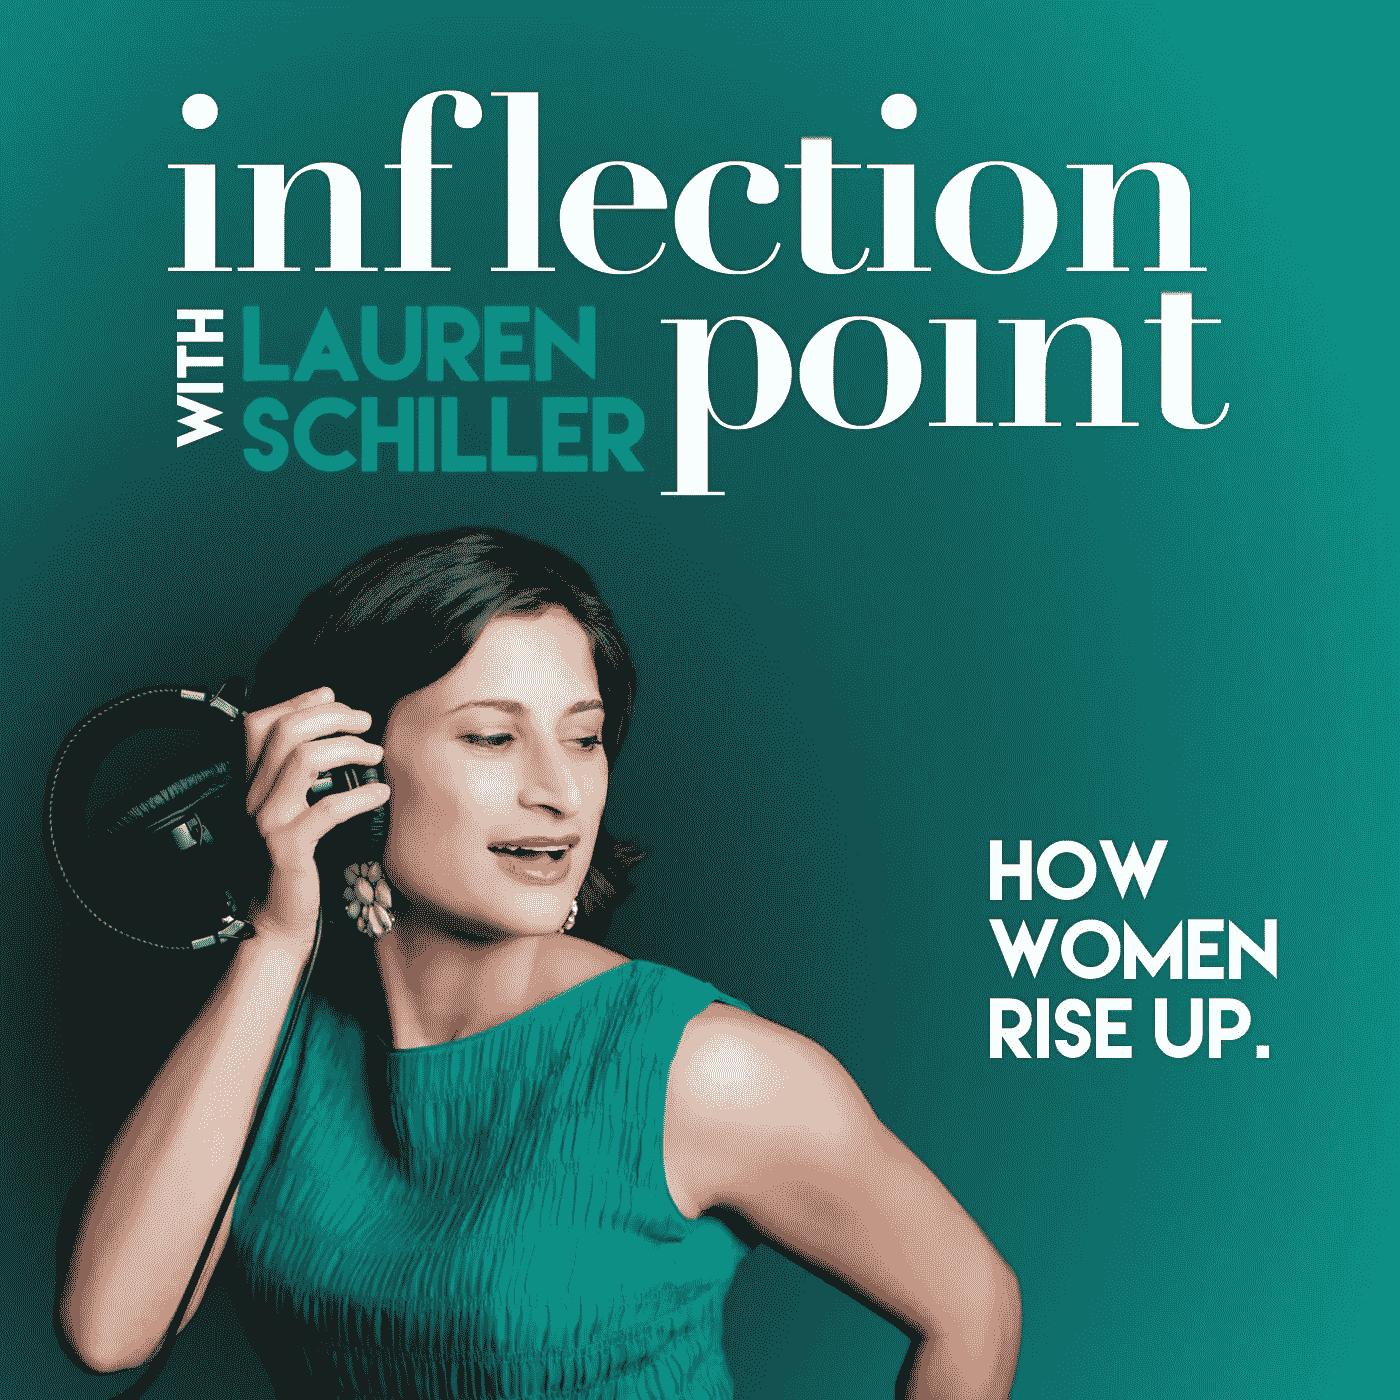 inflection
point
WITH
LAUREN
SCHILLER
HOW
WOMEN
RISE UP.